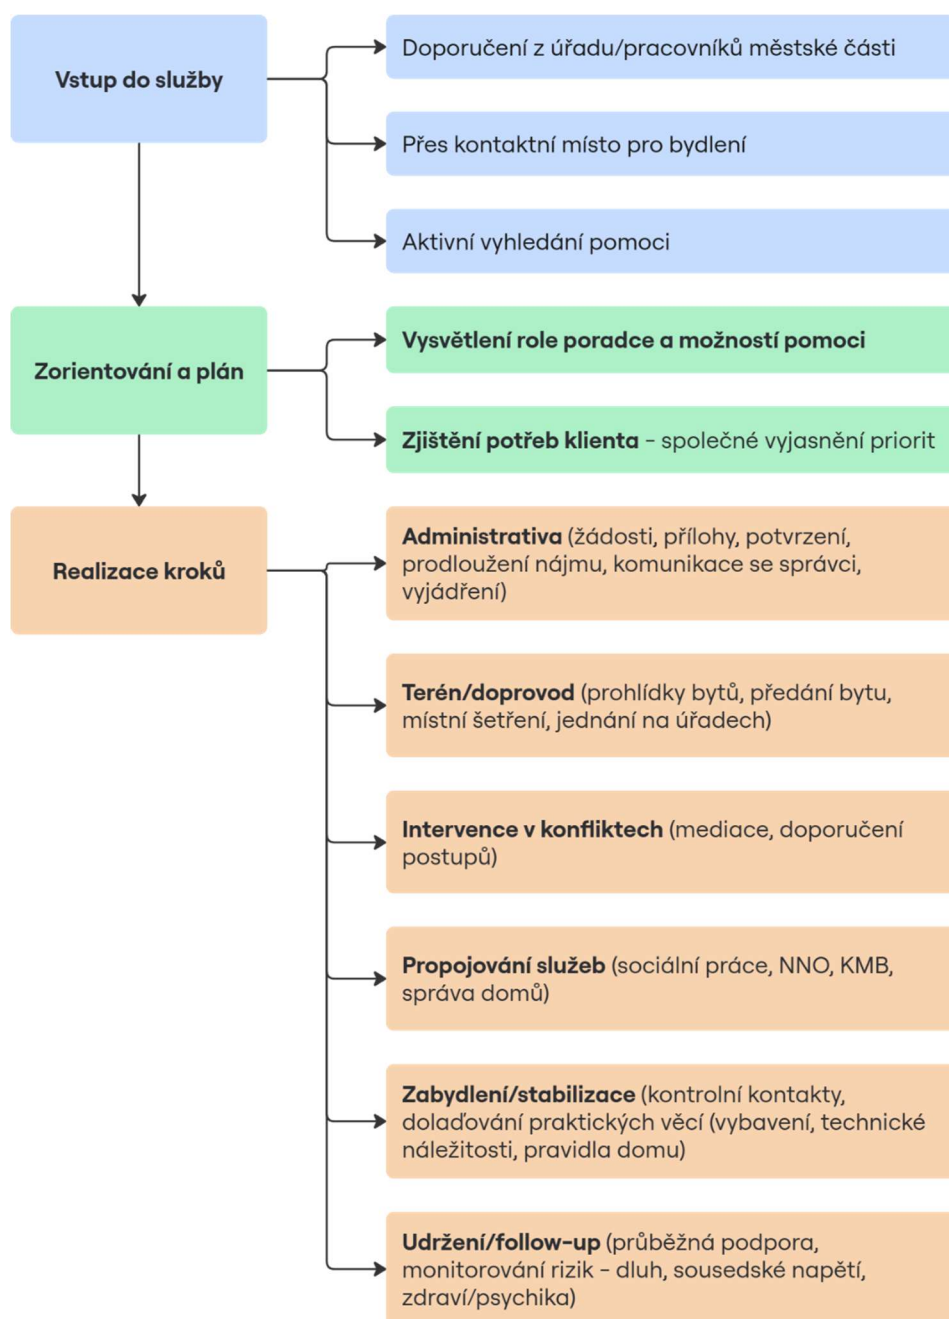 Vstup do služby
Doporučení z úřadu/pracovníků městské části
Přes kontaktní místo pro bydlení
Aktivní vyhledání pomoci
Zorientování a plán
Vysvětlení role poradce a možností pomoci
Zjištění potřeb klienta - společné vyjasnění priorit
Realizace kroků
Administrativa (žádosti, přílohy, potvrzení,
prodloužení nájmu, komunikace se správci,
vyjádření)
Terén/doprovod (prohlídky bytů, předání bytu,
místní šetření, jednání na úřadech)
Intervence v konfliktech (mediace, doporučení
postupů)
Propojování služeb (sociální práce, NNO, KMB,
správa domů)
Zabydlení/stabilizace (kontrolní kontakty,
dolaďování praktických věcí (vybavení, technické
náležitosti, pravidla domu)
Udržení/follow-up (průběžná podpora,
monitorování rizik - dluh, sousedské napětí,
zdraví/psychika)